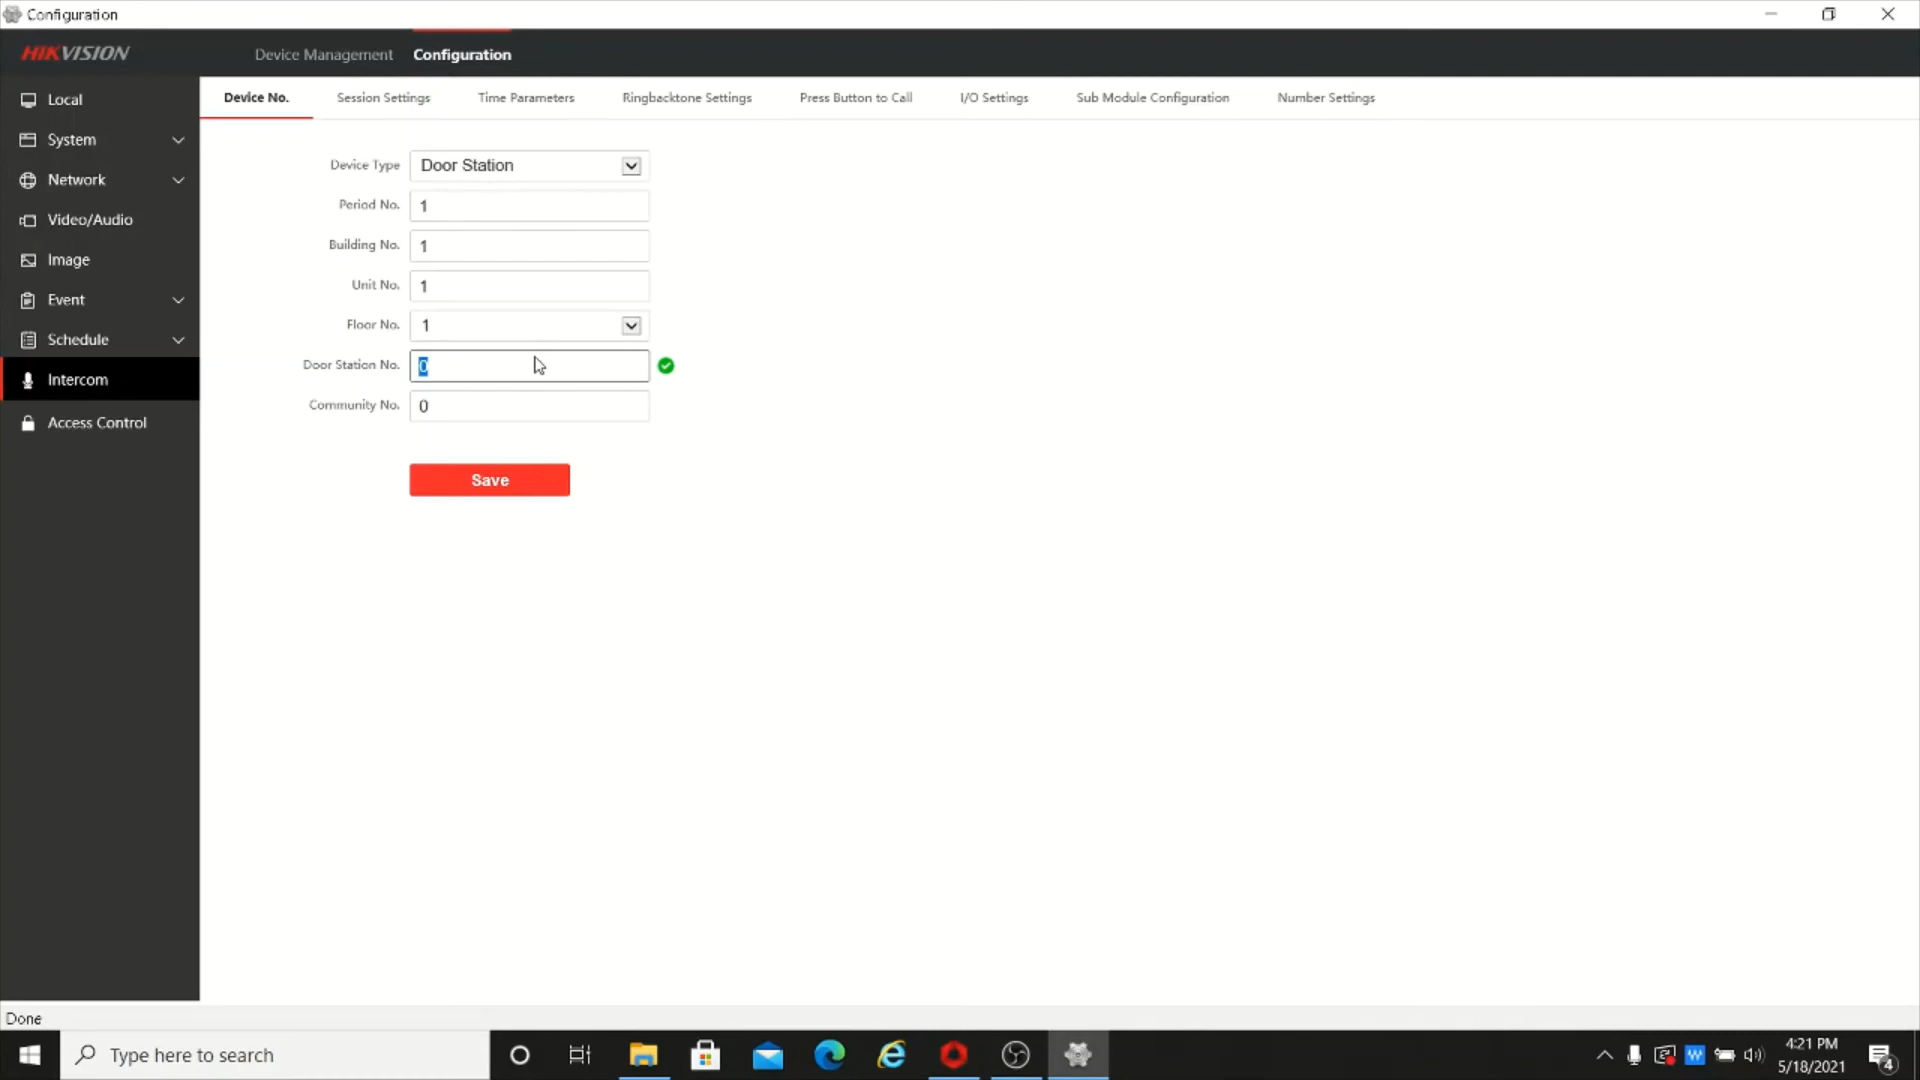 Configuration
HIKVISION
Device Management
Configuration
Local
System
Network
Video/Audio
Image
Event
Schedule
Intercom
Access Control
Device No.
Session Settings
Time Parameters
Ringbacktone Settings
Press Button to Call
I/O Settings
Sub Module Configuration
Number Settings
Device Type Door Station
Period No. 1
Building No. 1
Unit No. 1
Floor No. 1
Door Station No. 0
Community No. 0
Save
Done
Type here to search
W
4:21 PM
5/18/2021
4